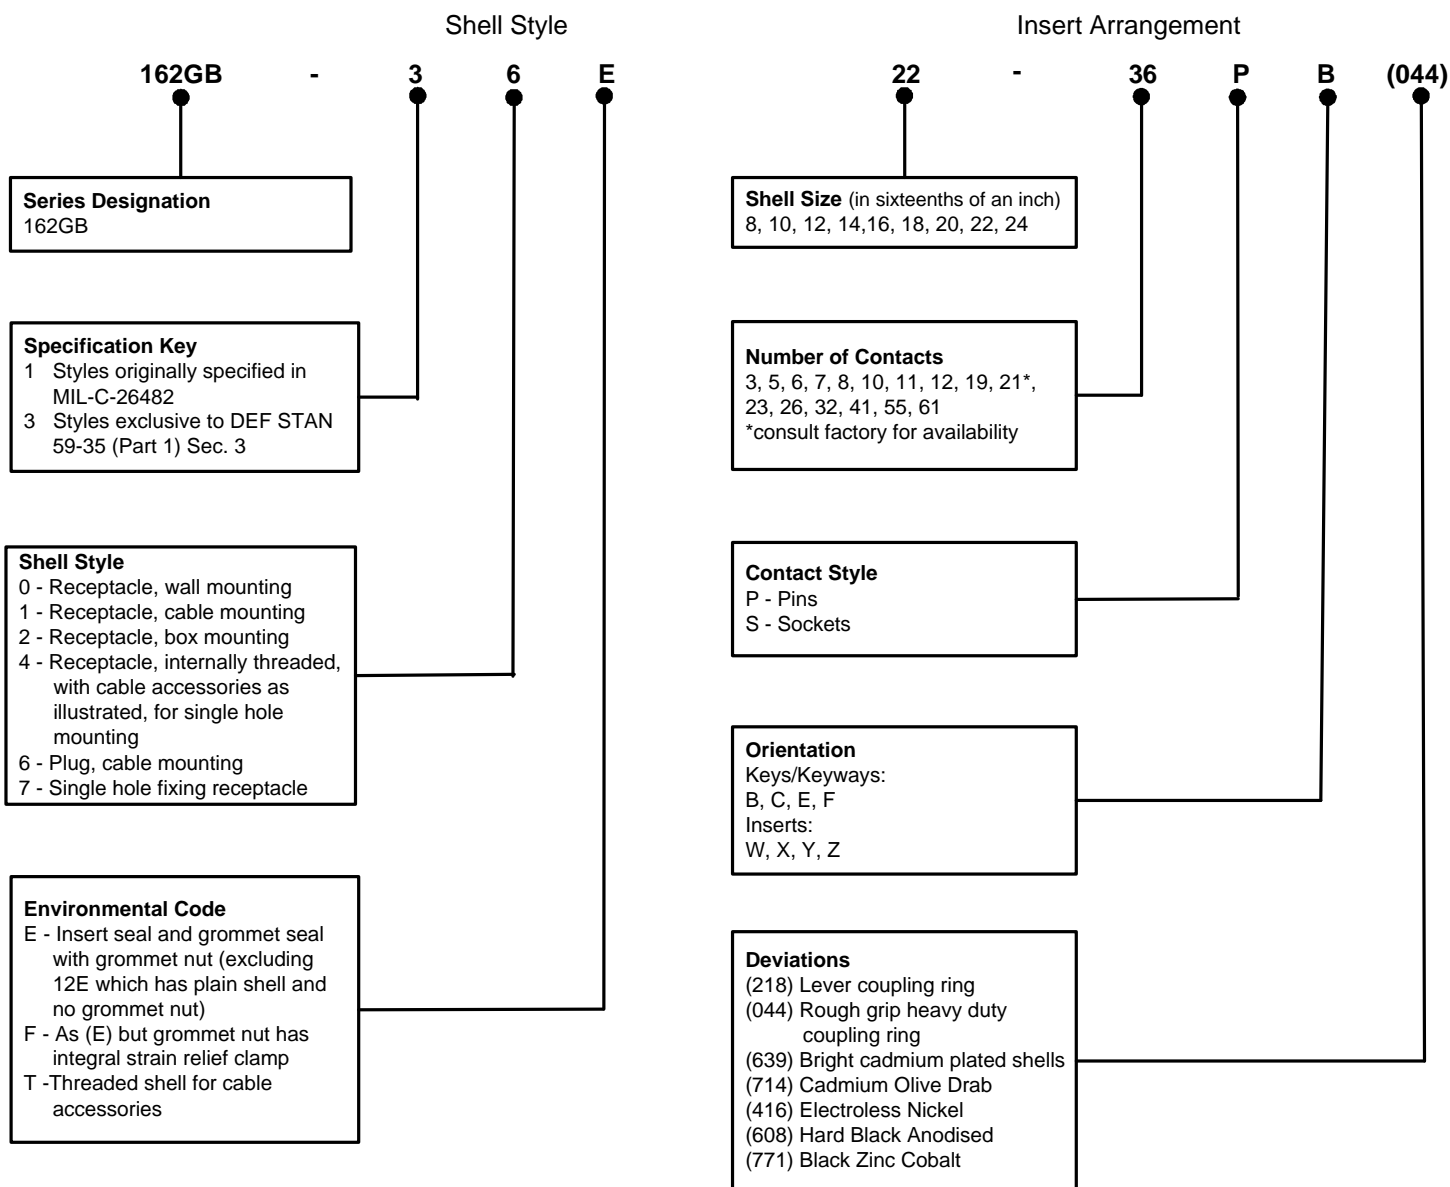 Shell Style
Insert Arrangement
162GB - 3 6 E 22 - 36 P B (044)
Series Designation
162GB
Specification Key
1 Styles originally specified in
MIL-C-26482
3 Styles exclusive to DEF STAN
59-35 (Part 1) Sec. 3
Shell Style
0 - Receptacle, wall mounting
1 - Receptacle, cable mounting
2 - Receptacle, box mounting
4 - Receptacle, internally threaded,
with cable accessories as
illustrated, for single hole
mounting
6 - Plug, cable mounting
7 - Single hole fixing receptacle
Environmental Code
E - Insert seal and grommet seal
with grommet nut (excluding
12E which has plain shell and
no grommet nut)
F - As (E) but grommet nut has
integral strain relief clamp
T -Threaded shell for cable
accessories
Shell Size (in sixteenths of an inch)
8, 10, 12, 14,16, 18, 20, 22, 24
Number of Contacts
3, 5, 6, 7, 8, 10, 11, 12, 19, 21*,
23, 26, 32, 41, 55, 61
*consult factory for availability
Contact Style
P - Pins
S - Sockets
Orientation
Keys/Keyways:
B, C, E, F
Inserts:
W, X, Y, Z
Deviations
(218) Lever coupling ring
(044) Rough grip heavy duty
coupling ring
(639) Bright cadmium plated shells
(714) Cadmium Olive Drab
(416) Electroless Nickel
(608) Hard Black Anodised
(771) Black Zinc Cobalt